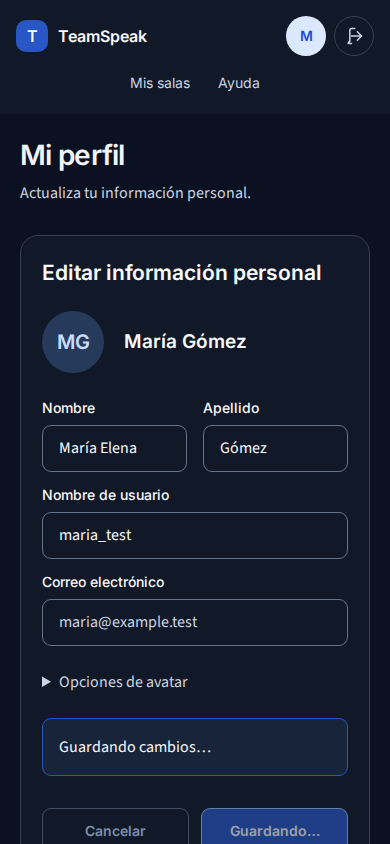 T TeamSpeak M
Mis salas Ayuda
Mi perfil
Actualiza tu información personal.
Editar información personal
MG María Gómez
Nombre Apellido
María Elena Gómez
Nombre de usuario
maria_test
Correo electrónico
maria@example.test
Opciones de avatar
Guardando cambios…
Cancelar Guardando…